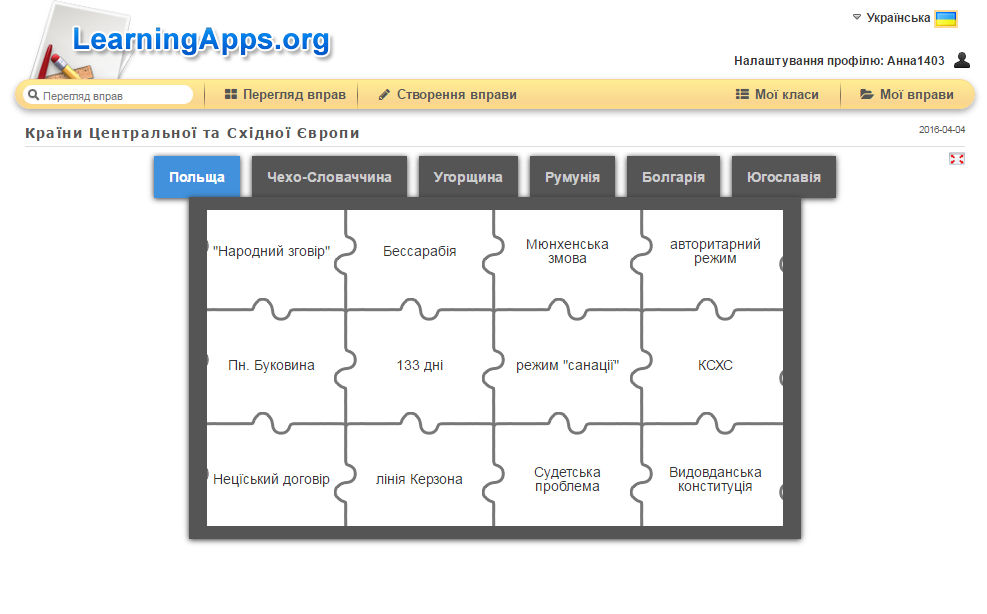 Українська
LearningApps.org
Налаштування профілю: Анна1403
Перегляд вправ
Перегляд вправ
Створення вправи
Мої класи
Мої вправи
Країни Центральної та Східної Європи
2016-04-04
Польща
Чехо-Словаччина
Угорщина
Румунія
Болгарія
Югославія
"Народний зговір"
Бессарабія
Мюнхенська
змова
авторитарний
режим
Пн. Буковина
133 дні
режим "санації"
КСХС
Нецїський договір
лінія Керзона
Судетська
проблема
Видовданська
конституція